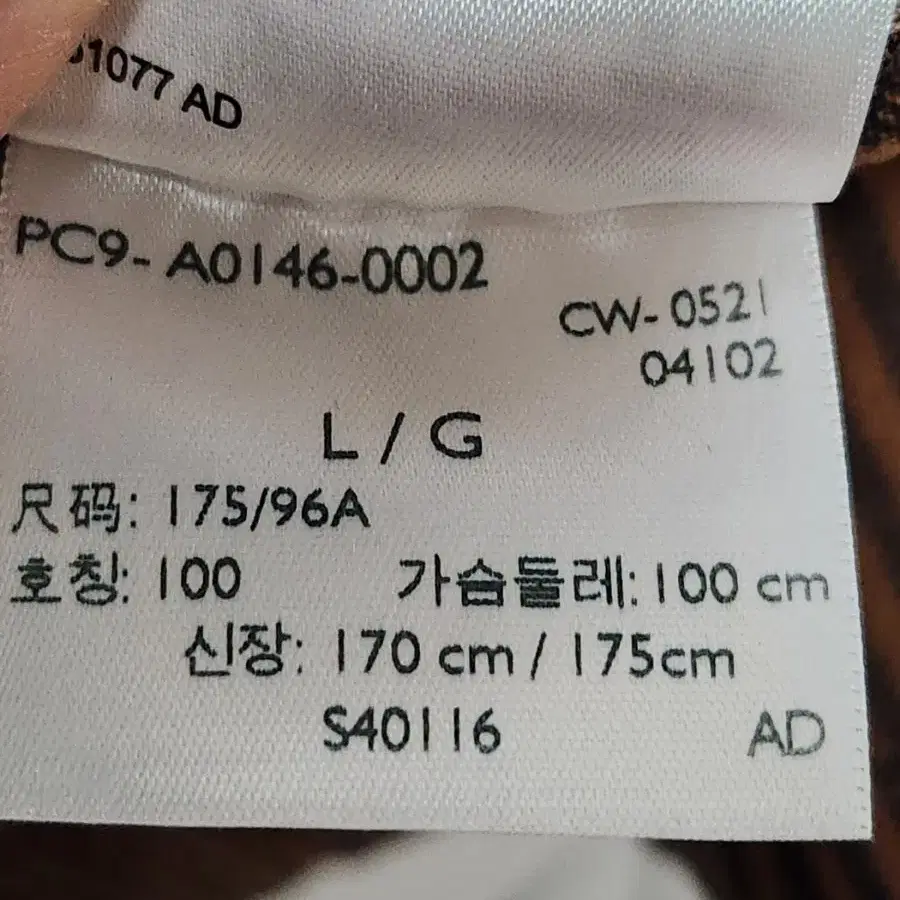 1077 AD
PC9- A0146-0002
CW- 0521
04102
L / G
尺码: 175/96A
호칭: 100 가슴둘레: 100 cm
신장: 170 cm / 175cm
S40116 AD